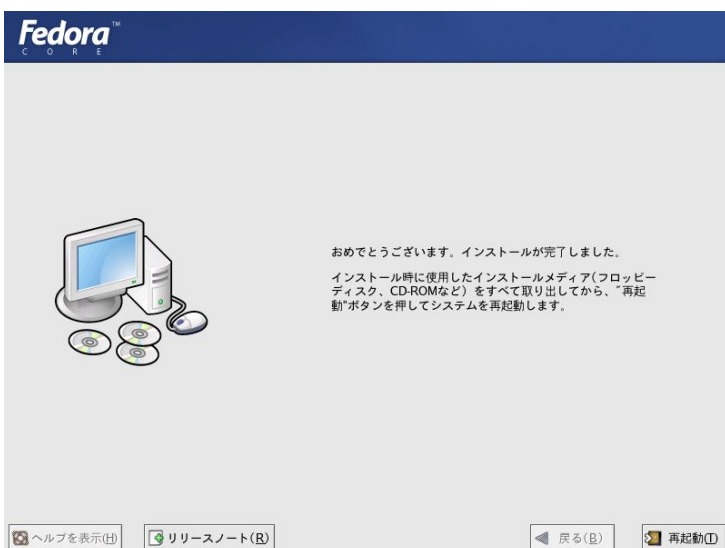 Fedora™
CORE
おめでとうございます。インストールが完了しました。
インストール時に使用したインストールメディア(フロッピー
ディスク、CD-ROMなど) をすべて取り出してから、"再起
動"ボタンを押してシステムを再起動します。
ヘルプを表示(H)
リリースノート(R)
戻る(B)
再起動(T)